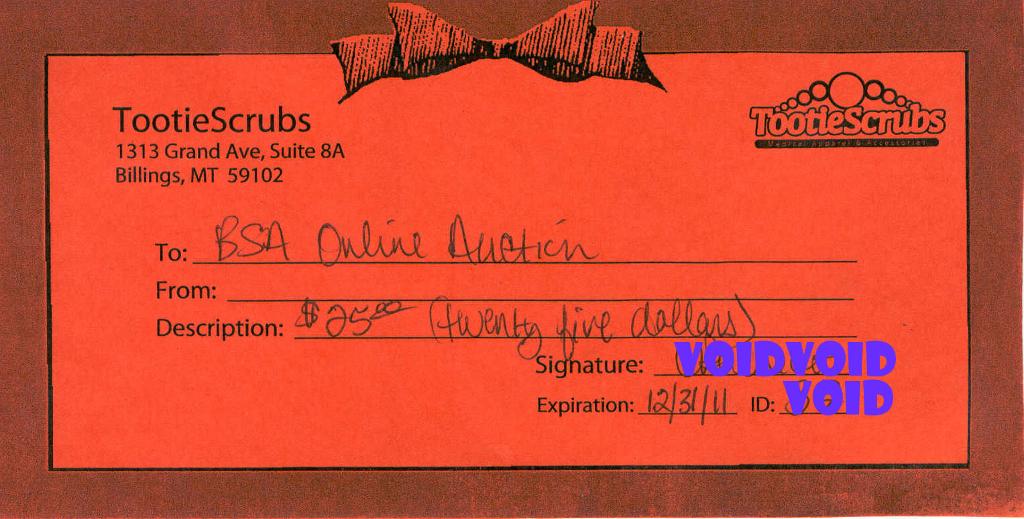 TootieScrubs
TootieScrubs
1313 Grand Ave, Suite 8A
Medical Apparel & Accessories
Billings, MT 59102
To: BSA Online Auction
From:
Description: $25.00 (twenty five dollars)
Signature: VOIDVOID
Expiration: 12/31/11 ID: VOID